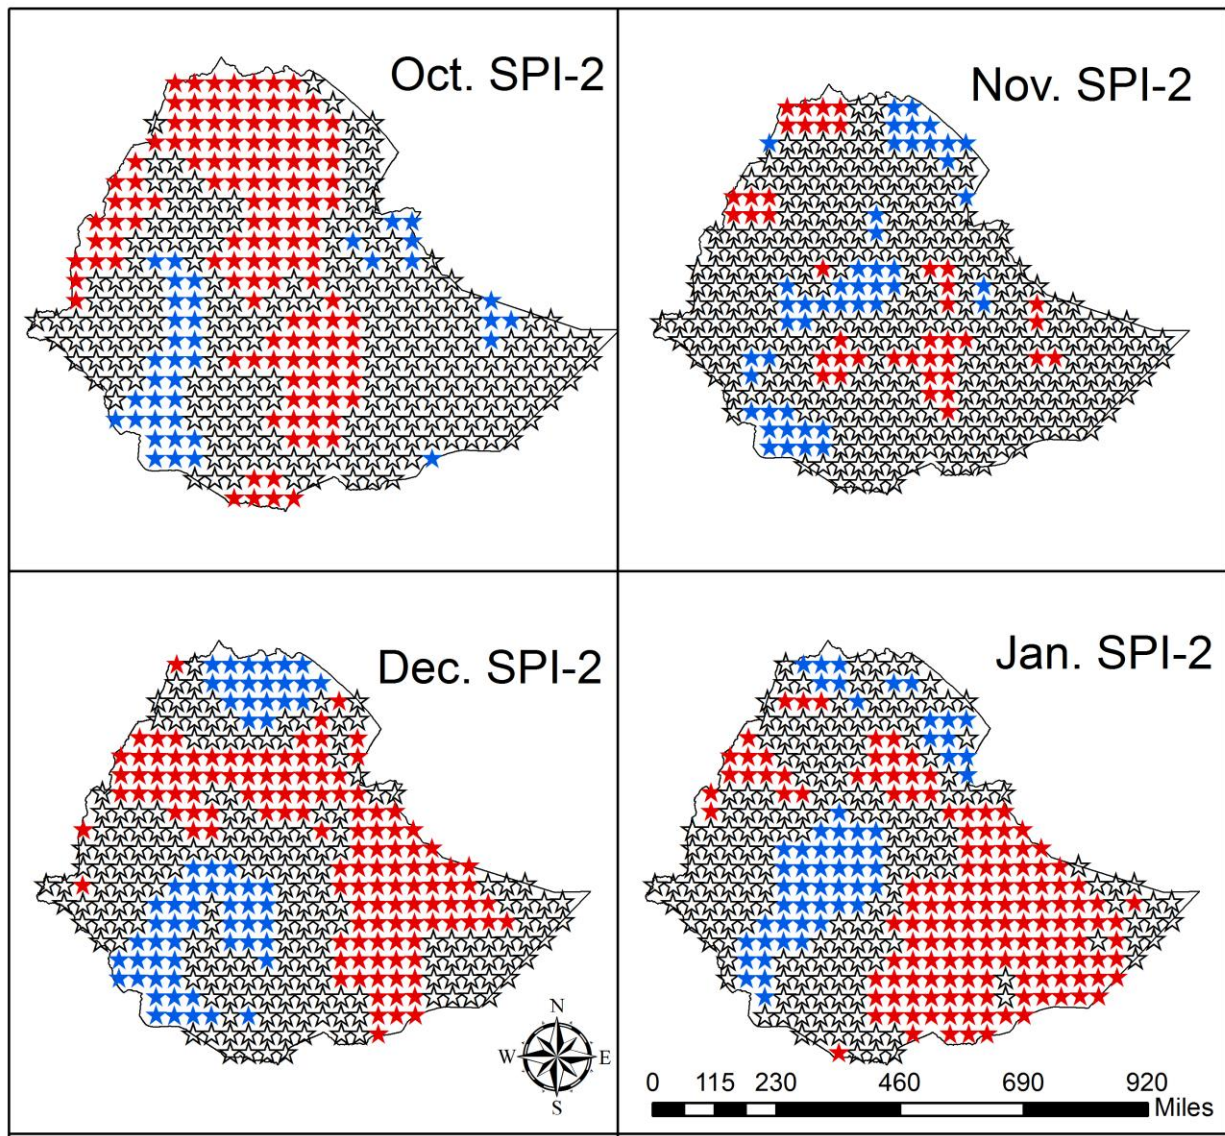 Oct. SPI-2
Nov. SPI-2
Dec. SPI-2
Jan. SPI-2
N
W E
S
0 115 230 460 690 920
Miles